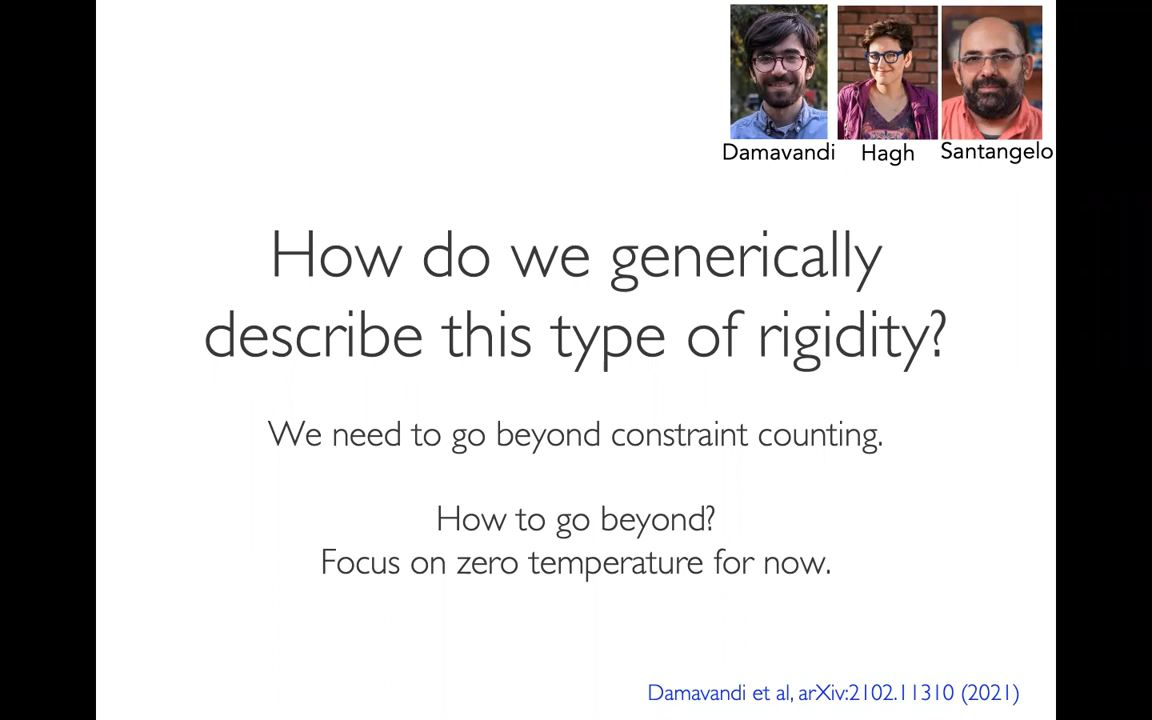 Damavandi Hagh Santangelo
How do we generically
describe this type of rigidity?
We need to go beyond constraint counting.
How to go beyond?
Focus on zero temperature for now.
Damavandi et al, arXiv:2102.11310 (2021)